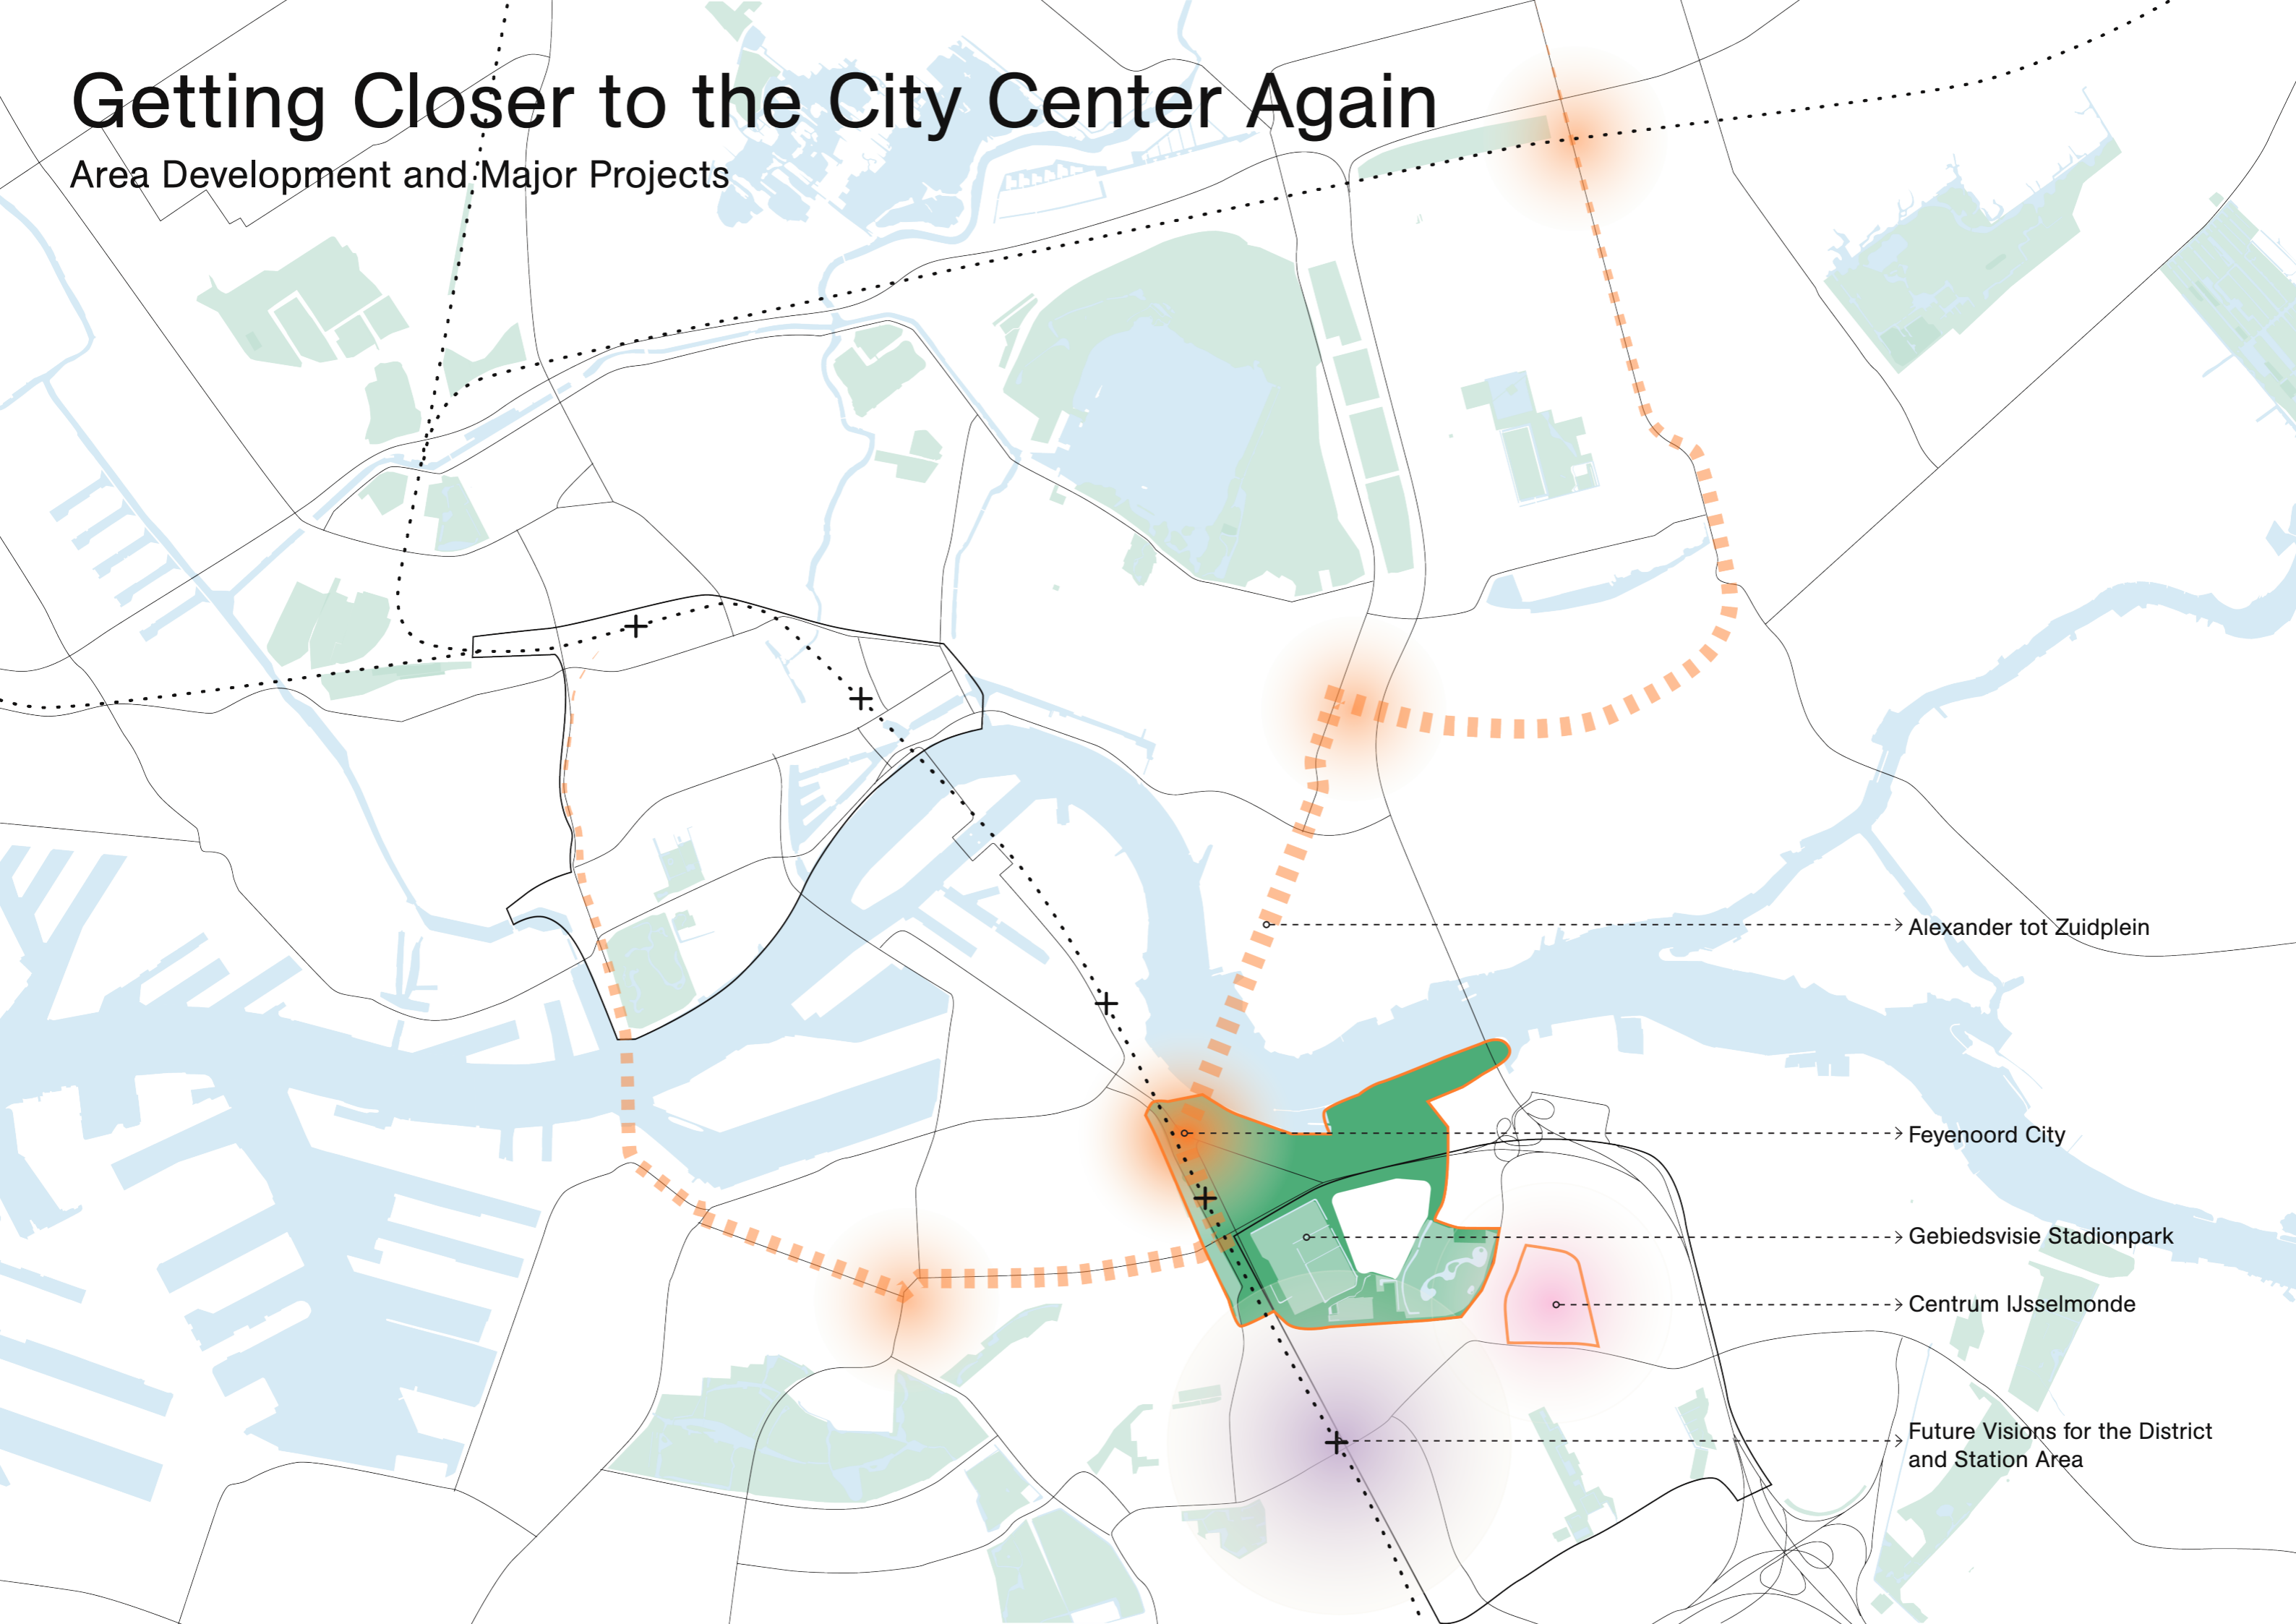 Getting Closer to the City Center Again
Area Development and Major Projects
Alexander tot Zuidplein
Feyenoord City
Gebiedsvisie Stadionpark
Centrum IJsselmonde
Future Visions for the District
and Station Area